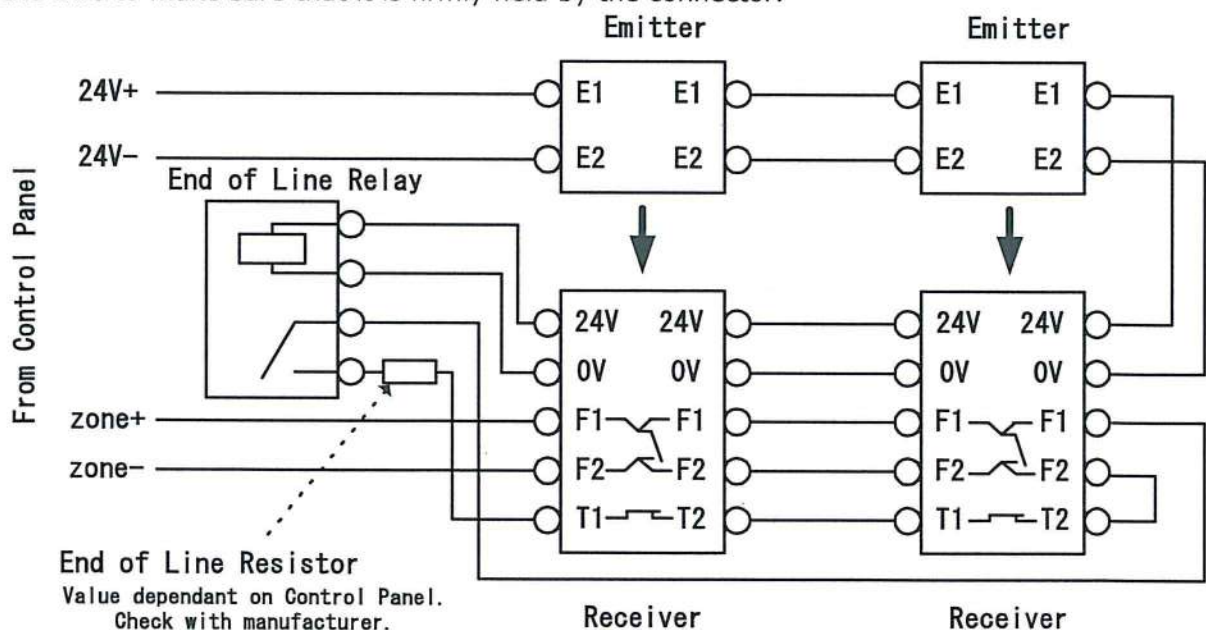 Emitter Emitter
24V+ E1 E1 E1 E1
24V- E2 E2 E2 E2
End of Line Relay
From Control Panel
24V 24V 24V 24V
0V 0V 0V 0V
zone+ F1 F1 F1 F1
zone- F2 F2 F2 F2
T1 T2 T1 T2
End of Line Resistor
Value dependant on Control Panel.
Check with manufacturer.
Receiver Receiver